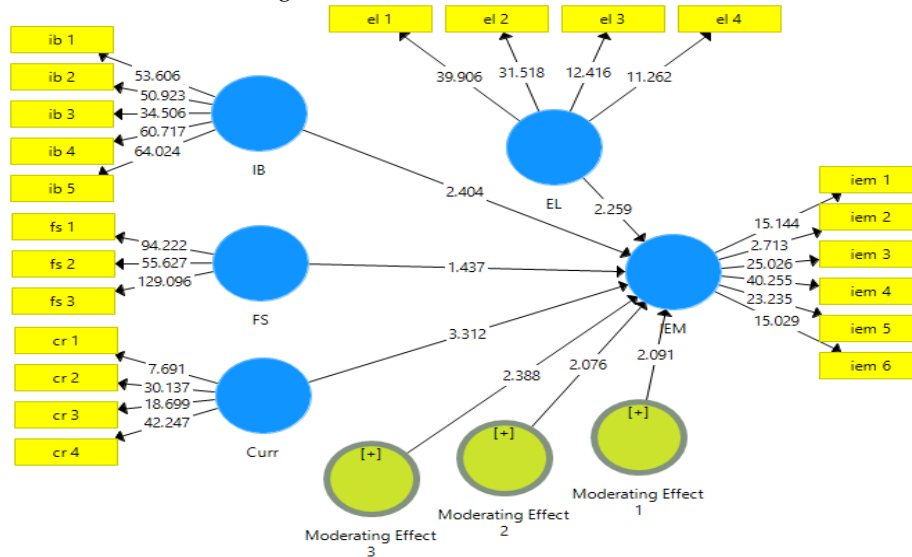 el 1
el 2
el 3
el 4
39.906
31.518
12.416
11.262
EL
2.259
ib 1
ib 2
ib 3
ib 4
ib 5
53.606
50.923
34.506
60.717
64.024
IB
2.404
fs 1
fs 2
fs 3
94.222
55.627
129.096
FS
1.437
cr 1
cr 2
cr 3
cr 4
7.691
30.137
18.699
42.247
Curr
3.312
IEM
15.144
2.713
25.026
40.255
23.235
15.029
iem 1
iem 2
iem 3
iem 4
iem 5
iem 6
2.388
2.076
2.091
[+]
Moderating Effect
3
[+]
Moderating Effect
2
[+]
Moderating Effect
1